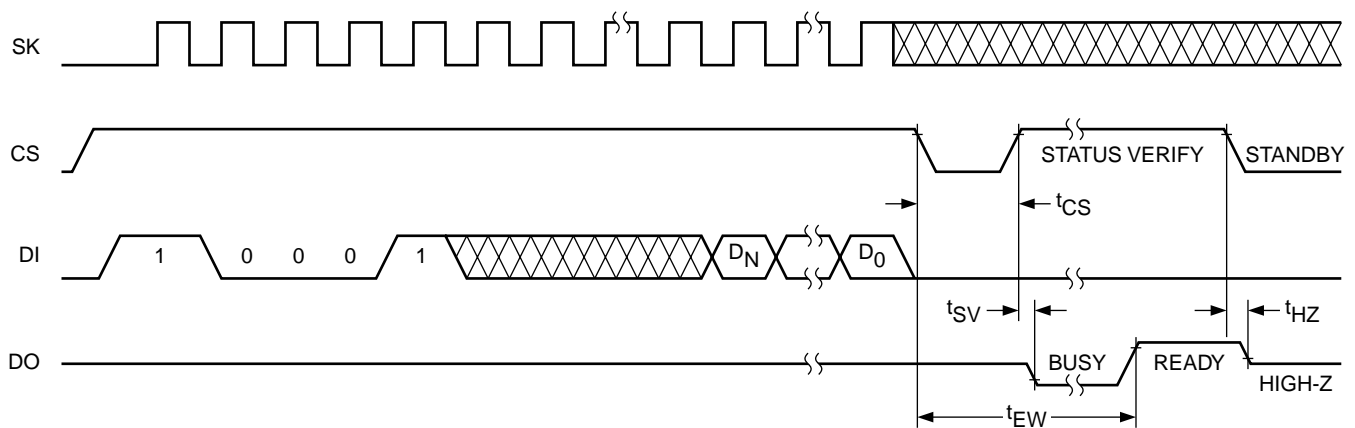 SK
CS
STATUS VERIFY
STANDBY
tCS
DI
1
0
0
0
1
DN
D0
tSV
tHZ
DO
BUSY
READY
HIGH-Z
tEW